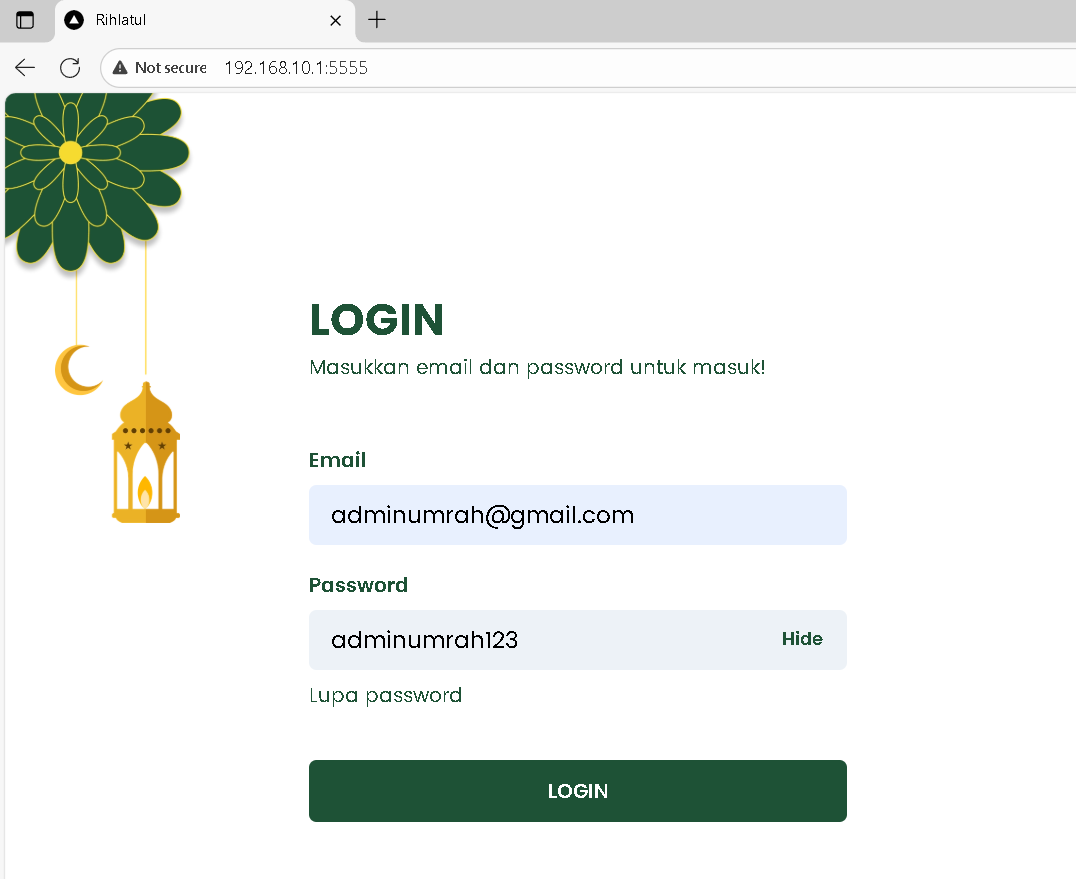 Rihlatul
Not secure 192.168.10.1:5555
LOGIN
Masukkan email dan password untuk masuk!
Email
adminumrah@gmail.com
Password
adminumrah123 Hide
Lupa password
LOGIN